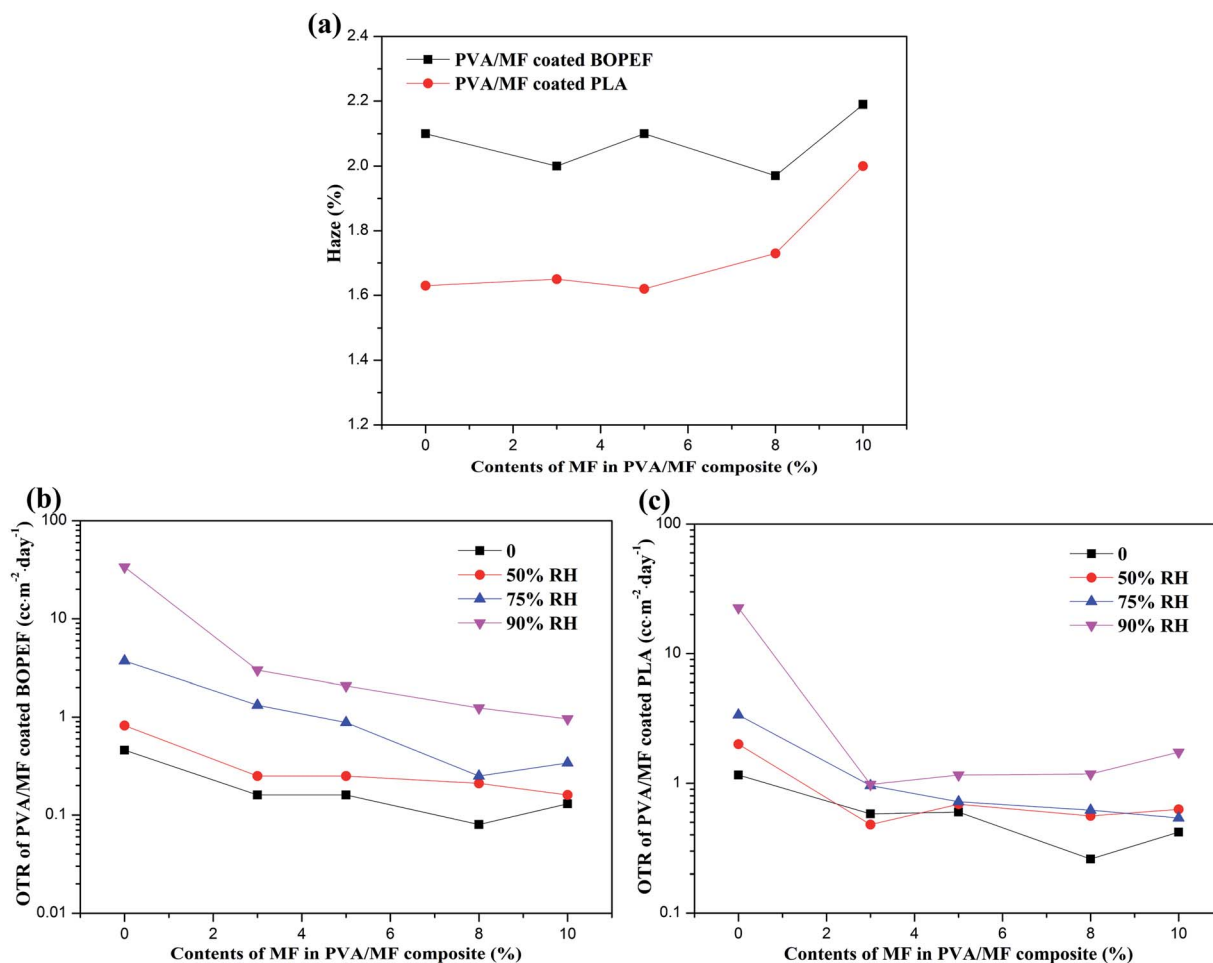 (a)
2.4
2.2
2.0
1.8
1.6
1.4
1.2
Haze (%)
PVA/MF coated BOPEF
PVA/MF coated PLA
0 2 4 6 8 10
Contents of MF in PVA/MF composite (%)
(b)
100
10
1
0.1
0.01
OTR of PVA/MF coated BOPEF (cc·m⁻²·day⁻¹)
0
50% RH
75% RH
90% RH
0 2 4 6 8 10
Contents of MF in PVA/MF composite (%)
(c)
100
10
1
0.1
OTR of PVA/MF coated PLA (cc·m⁻²·day⁻¹)
0
50% RH
75% RH
90% RH
0 2 4 6 8 10
Contents of MF in PVA/MF composite (%)